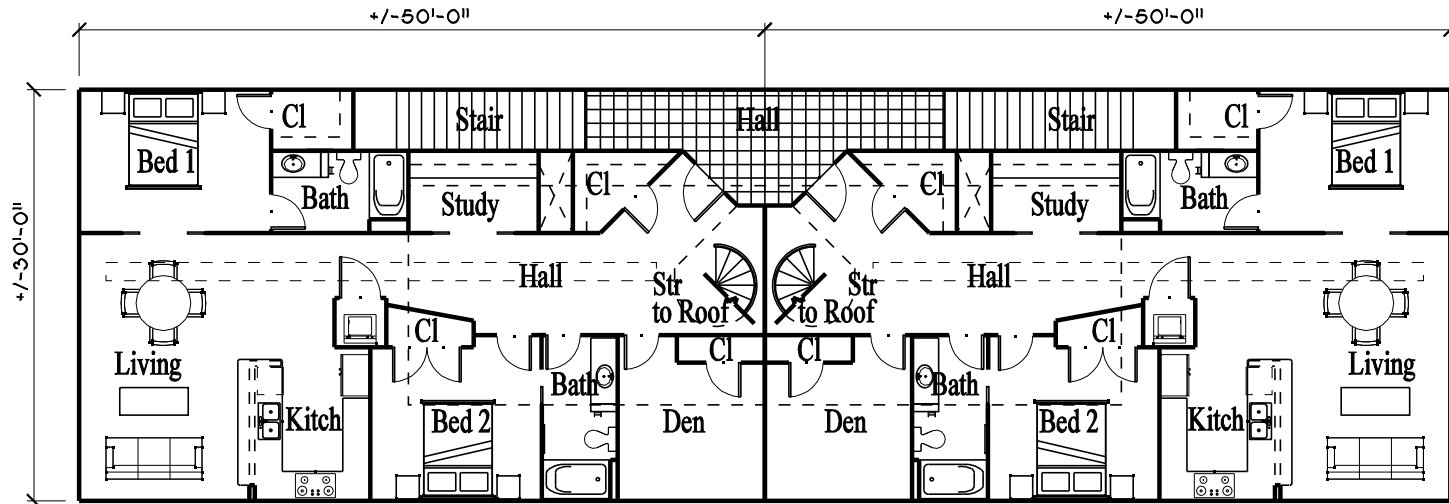 +/-50'-0" +/-50'-0"
+/-30'-0"
Cl Stair Hall Stair Cl
Bed 1 Bed 1
Bath Study Cl Cl Study Bath
Hall Str to Roof Str to Roof Hall
Living Cl Cl Cl Cl Living
Kitch Bed 2 Bath Den Den Bath Bed 2 Kitch